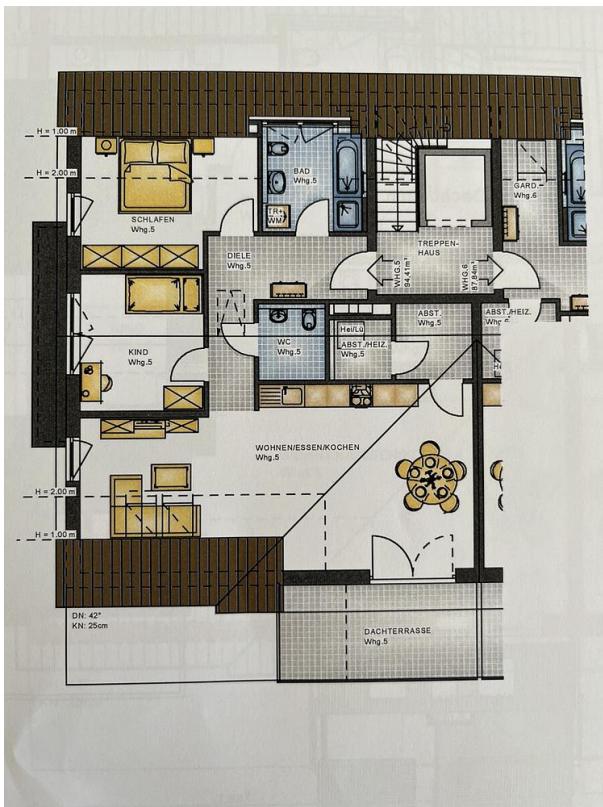 H = 1.00 m
H = 2.00 m
BAD
Whg.5
TR+
WM
GARD.-
Whg.6
SCHLAFEN
Whg.5
DIELE
Whg.5
TREPPEN-
HAUS
WHG.5
94.41m²
WHG.6
87.84m²
ABST.
Whg.5
ABST./HEIZ.
Hei/Lü
ABST./HEIZ.
Whg.5
WC
Whg.5
KIND
Whg.5
WOHNEN/ESSEN/KOCHEN
Whg.5
H = 2.00 m
H = 1.00 m
DN: 42°
KN: 25cm
DACHTERRASSE
Whg.5